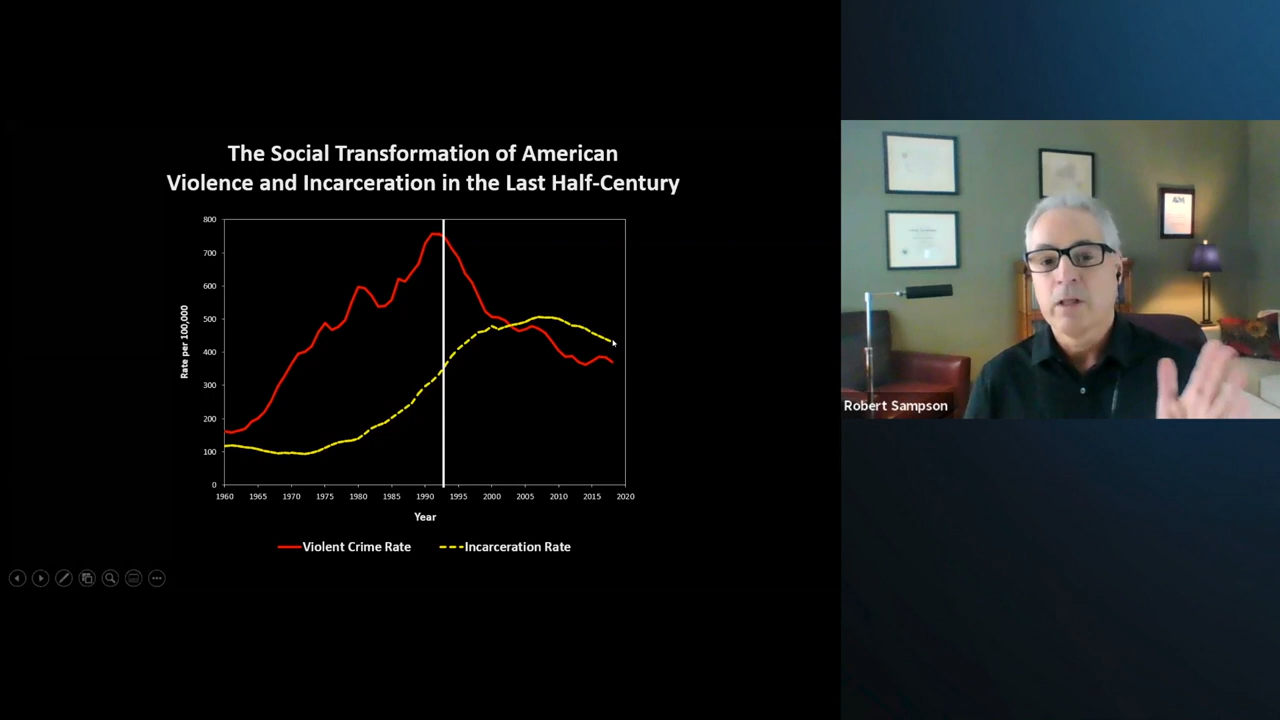 The Social Transformation of American
Violence and Incarceration in the Last Half-Century
800
700
600
500
400
300
200
100
0
Rate per 100,000
1960 1965 1970 1975 1980 1985 1990 1995 2000 2005 2010 2015 2020
Year
Violent Crime Rate Incarceration Rate
Robert Sampson